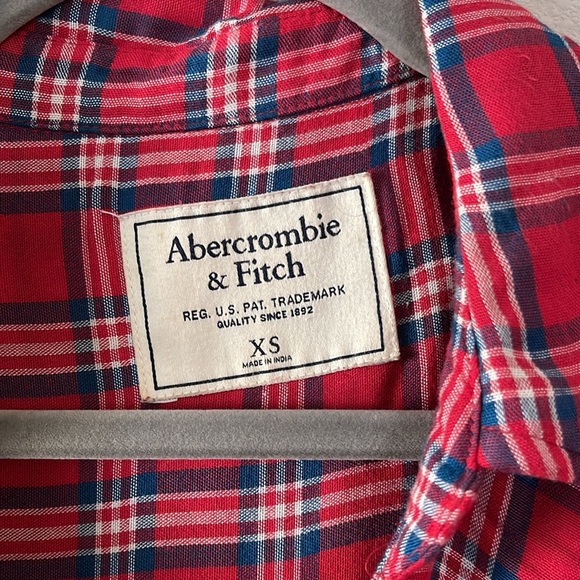 Abercrombie
& Fitch
REG. U.S. PAT. TRADEMARK
QUALITY SINCE 1892
XS
MADE IN INDIA